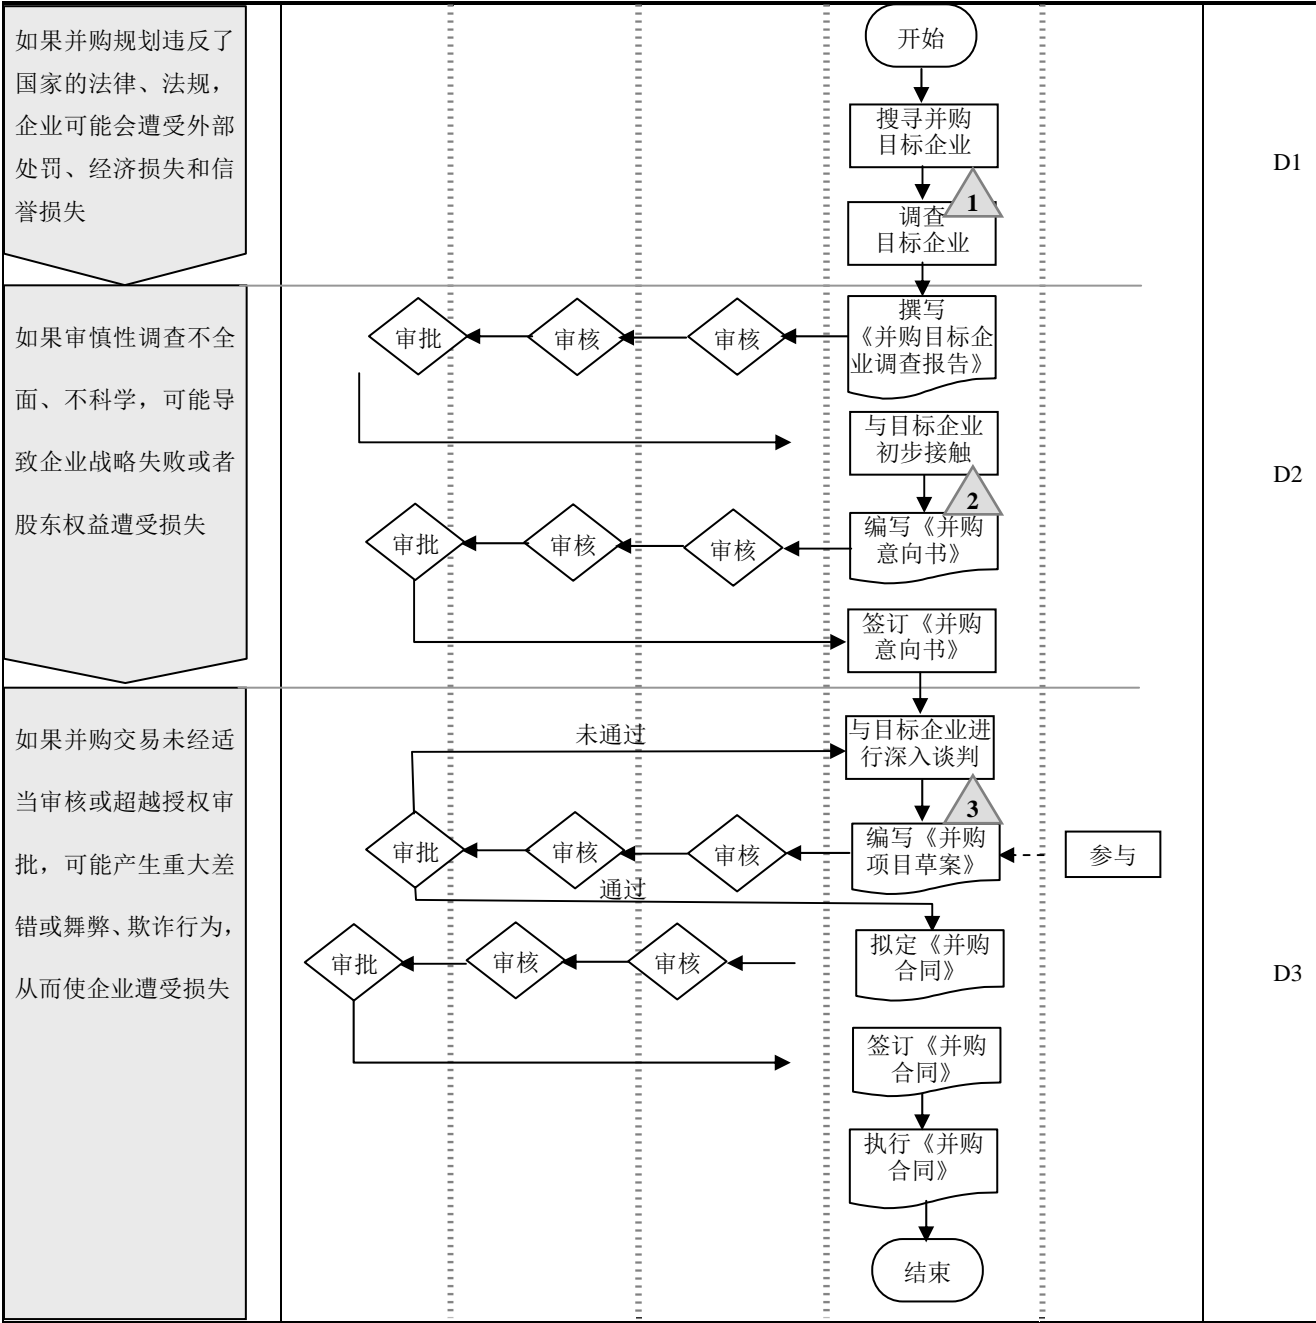 如果并购规划违反了
国家的法律、法规，
企业可能会遭受外部
处罚、经济损失和信
誉损失
开始
搜寻并购
目标企业
1
调查
目标企业
D1
如果审慎性调查不全
面、不科学，可能导
致企业战略失败或者
股东权益遭受损失
审批
审核
审核
撰写
《并购目标企
业调查报告》
与目标企业
初步接触
2
审批
审核
审核
编写《并购
意向书》
签订《并购
意向书》
D2
如果并购交易未经适
当审核或超越授权审
批，可能产生重大差
错或舞弊、欺诈行为，
从而使企业遭受损失
未通过
与目标企业进
行深入谈判
3
审批
审核
审核
编写《并购
项目草案》
参与
通过
审批
审核
审核
拟定《并购
合同》
签订《并购
合同》
执行《并购
合同》
结束
D3